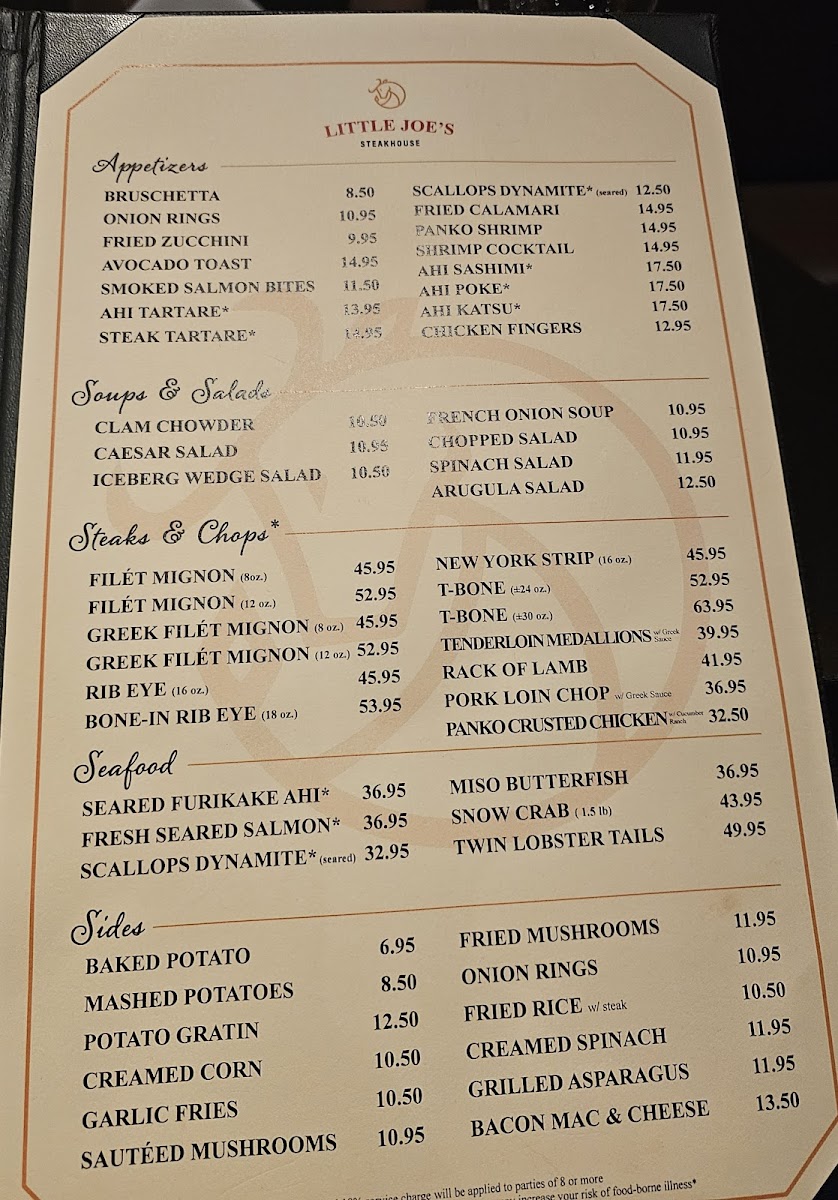 LITTLE JOE'S
STEAKHOUSE
Appetizers
BRUSCHETTA 8.50
ONION RINGS 10.95
FRIED ZUCCHINI 9.95
AVOCADO TOAST 14.95
SMOKED SALMON BITES 11.50
AHI TARTARE* 13.95
STEAK TARTARE* 14.95
SCALLOPS DYNAMITE* (seared) 12.50
FRIED CALAMARI 14.95
PANKO SHRIMP 14.95
SHRIMP COCKTAIL 14.95
AHI SASHIMI* 17.50
AHI POKE* 17.50
AHI KATSU* 17.50
CHICKEN FINGERS 12.95
Soups & Salads
CLAM CHOWDER 10.50
CAESAR SALAD 10.95
ICEBERG WEDGE SALAD 10.50
FRENCH ONION SOUP 10.95
CHOPPED SALAD 10.95
SPINACH SALAD 11.95
ARUGULA SALAD 12.50
Steaks & Chops*
FILÉT MIGNON (8oz.) 45.95
FILÉT MIGNON (12 oz.) 52.95
GREEK FILÉT MIGNON (8 oz.) 45.95
GREEK FILÉT MIGNON (12 oz.) 52.95
RIB EYE (16 oz.) 45.95
BONE-IN RIB EYE (18 oz.) 53.95
NEW YORK STRIP (16 oz.) 45.95
T-BONE (±24 oz.) 52.95
T-BONE (±30 oz.) 63.95
TENDERLOIN MEDALLIONS w/ Greek Sauce 39.95
RACK OF LAMB 41.95
PORK LOIN CHOP w/ Greek Sauce 36.95
PANKO CRUSTED CHICKEN w/ Cucumber Ranch 32.50
Seafood
SEARED FURIKAKE AHI* 36.95
FRESH SEARED SALMON* 36.95
SCALLOPS DYNAMITE* (seared) 32.95
MISO BUTTERFISH 36.95
SNOW CRAB ( 1.5 lb) 43.95
TWIN LOBSTER TAILS 49.95
Sides
BAKED POTATO 6.95
MASHED POTATOES 8.50
POTATO GRATIN 12.50
CREAMED CORN 10.50
GARLIC FRIES 10.50
SAUTÉED MUSHROOMS 10.95
FRIED MUSHROOMS 11.95
ONION RINGS 10.95
FRIED RICE w/ steak 10.50
CREAMED SPINACH 11.95
GRILLED ASPARAGUS 11.95
BACON MAC & CHEESE 13.50
service charge will be applied to parties of 8 or more
increase your risk of food-borne illness*